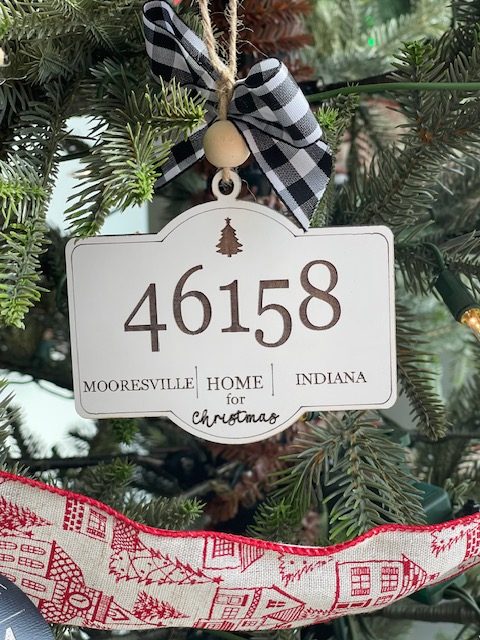 46158
MOORESVILLE HOME INDIANA
for
Christmas